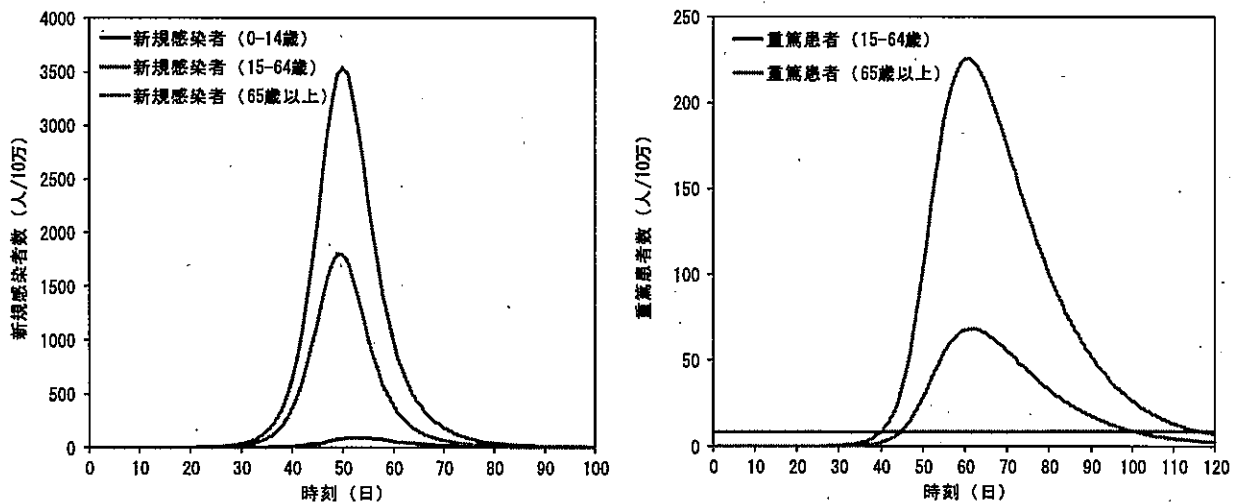 4000
3500
3000
2500
2000
1500
1000
500
0
新規感染者数 (人/10万)
新規感染者 (0-14歳)
新規感染者 (15-64歳)
新規感染者 (65歳以上)
0 10 20 30 40 50 60 70 80 90 100
時刻 (日)
250
200
150
100
50
0
重篤患者数 (人/10万)
重篤患者 (15-64歳)
重篤患者 (65歳以上)
0 10 20 30 40 50 60 70 80 90 100 110 120
時刻 (日)